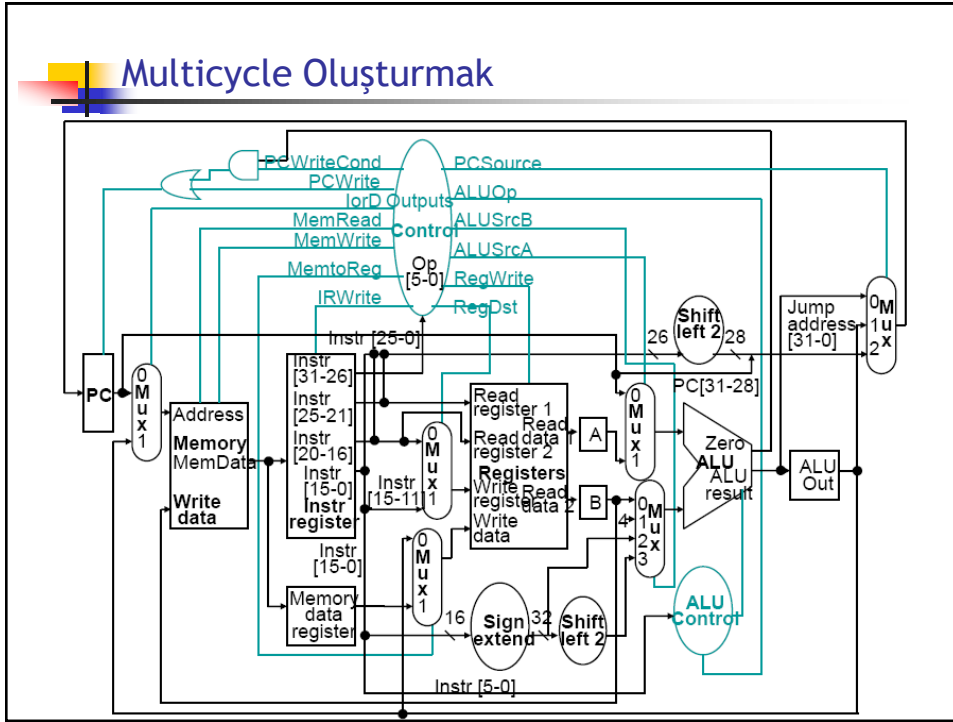 Multicycle Oluşturmak
PCWriteCond
PCWrite
IorD
MemRead
MemWrite
MemtoReg
IRWrite
Outputs
Control
Op
[5-0]
PCSource
ALUOp
ALUSrcB
ALUSrcA
RegWrite
RegDst
Instr [25-0]
26
Shift
left 2
28
Jump
address
[31-0]
0
1
2
Mux
PC[31-28]
PC
0
Mux
1
Address
Memory
MemData
Write
data
Instr
[31-26]
Instr
[25-21]
Instr
[20-16]
Instr
[15-0]
Instr
register
Instr
[15-11]
0
Mux
1
Read
register 1
Read
register 2
Registers
Write
register
Write
data
Read
data 1
Read
data 2
A
B
0
Mux
1
4
0
1
2
3
Mux
Zero
ALU
ALU
result
ALU
Out
Instr
[15-0]
Memory
data
register
0
Mux
1
16
Sign
extend
32
Shift
left 2
ALU
Control
Instr [5-0]